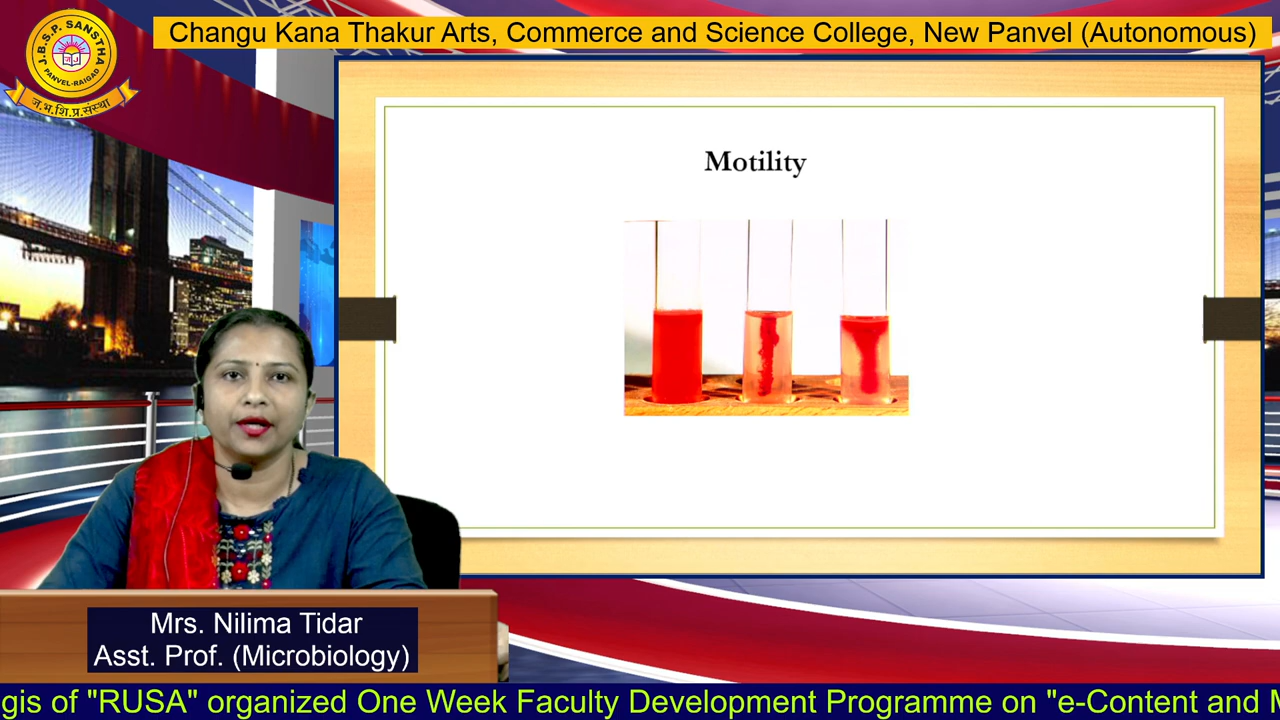 J.B.S.P. SANSTHA
PANVEL-RAIGAD
ज.भ.शि.प्र.संस्था
Changu Kana Thakur Arts, Commerce and Science College, New Panvel (Autonomous)
Motility
Mrs. Nilima Tidar
Asst. Prof. (Microbiology)
gis of "RUSA" organized One Week Faculty Development Programme on "e-Content and M